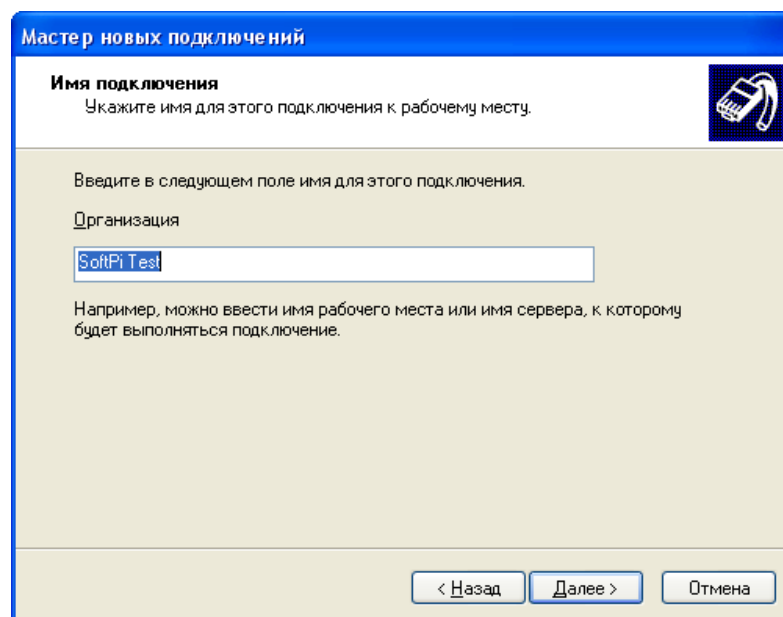 Мастер новых подключений
Имя подключения
Укажите имя для этого подключения к рабочему месту.
Введите в следующем поле имя для этого подключения.
Организация
SoftPi Test
Например, можно ввести имя рабочего места или имя сервера, к которому
будет выполняться подключение.
< Назад Далее > Отмена